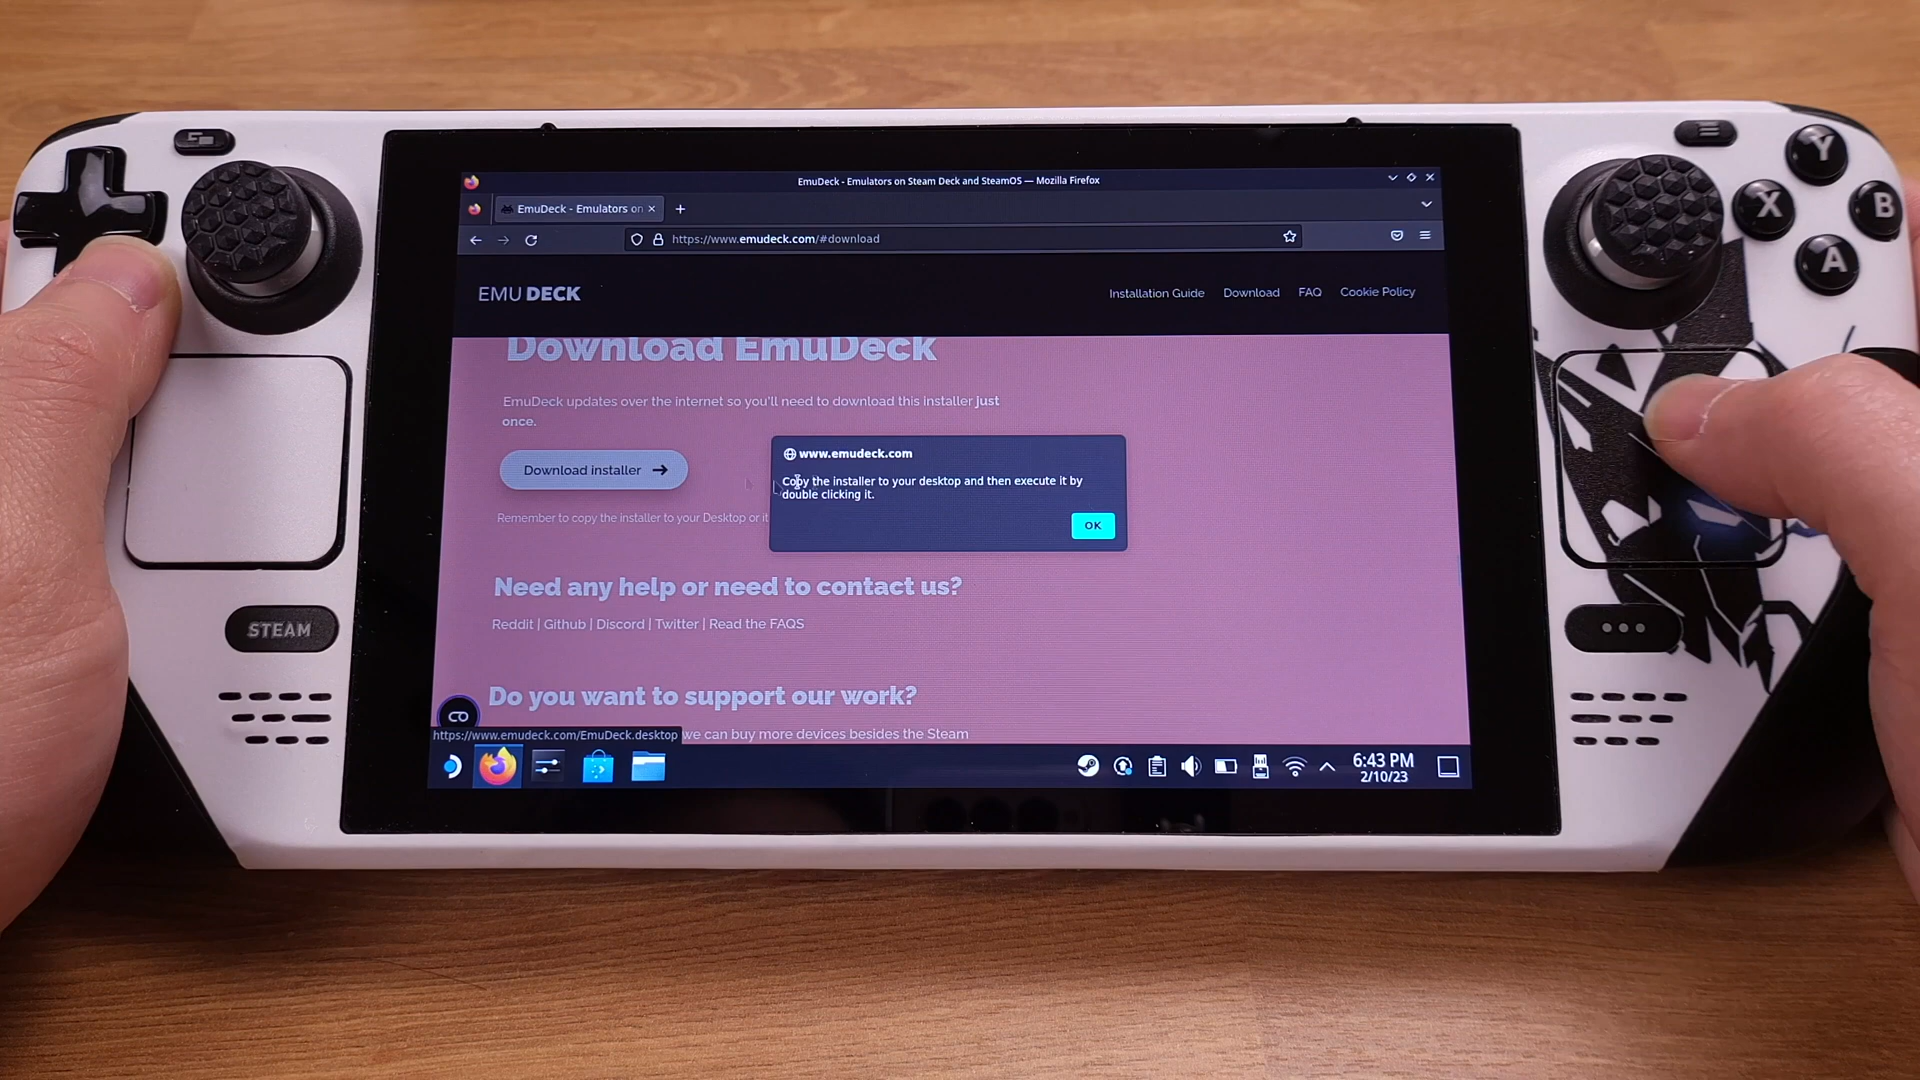 EmuDeck - Emulators on Steam Deck and SteamOS — Mozilla Firefox
EmuDeck - Emulators on
https://www.emudeck.com/#download
EMU DECK
Installation Guide
Download
FAQ
Cookie Policy
Download EmuDeck
EmuDeck updates over the internet so you'll need to download this installer just
once.
Download installer
www.emudeck.com
Copy the installer to your desktop and then execute it by
double clicking it.
OK
Remember to copy the installer to your Desktop or it
Need any help or need to contact us?
Reddit | Github | Discord | Twitter | Read the FAQS
Do you want to support our work?
https://www.emudeck.com/EmuDeck.desktop
we can buy more devices besides the Steam
6:43 PM
2/10/23
STEAM
Y
X
B
A